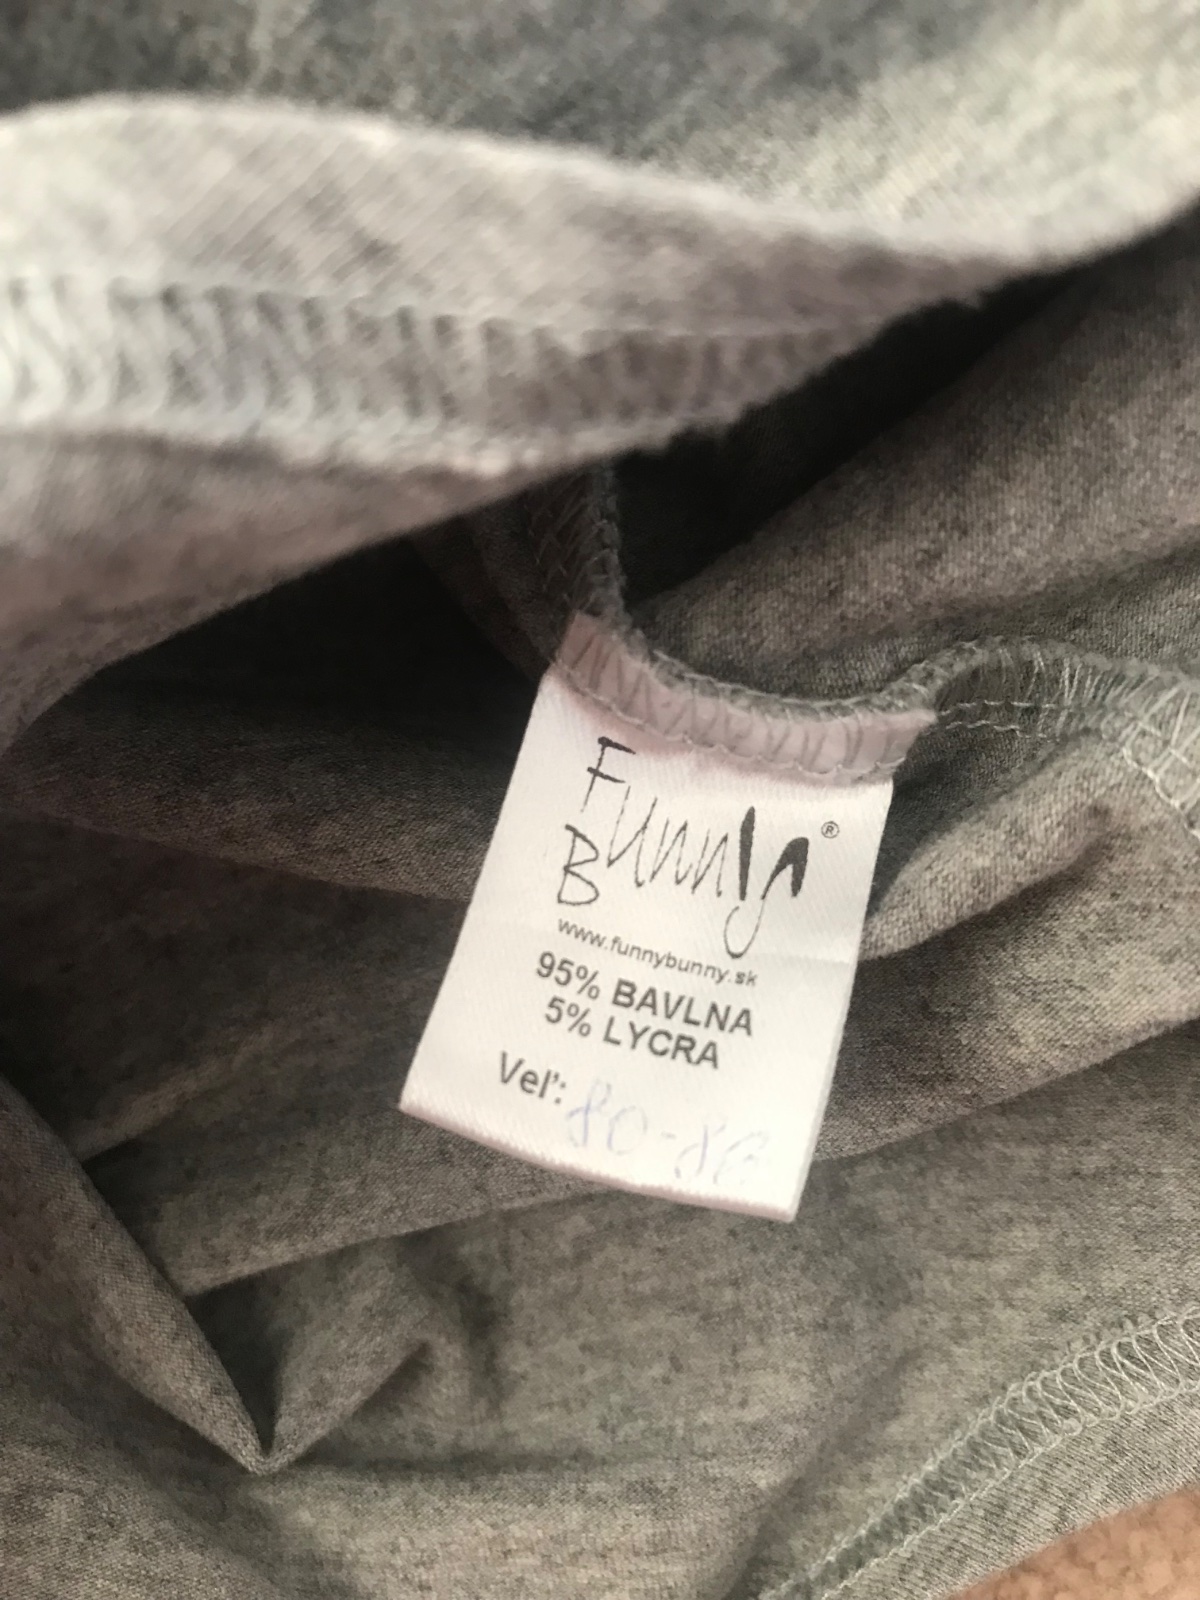 Funny
Bunny®
www.funnybunny.sk
95% BAVLNA
5% LYCRA
Veľ: 80-86